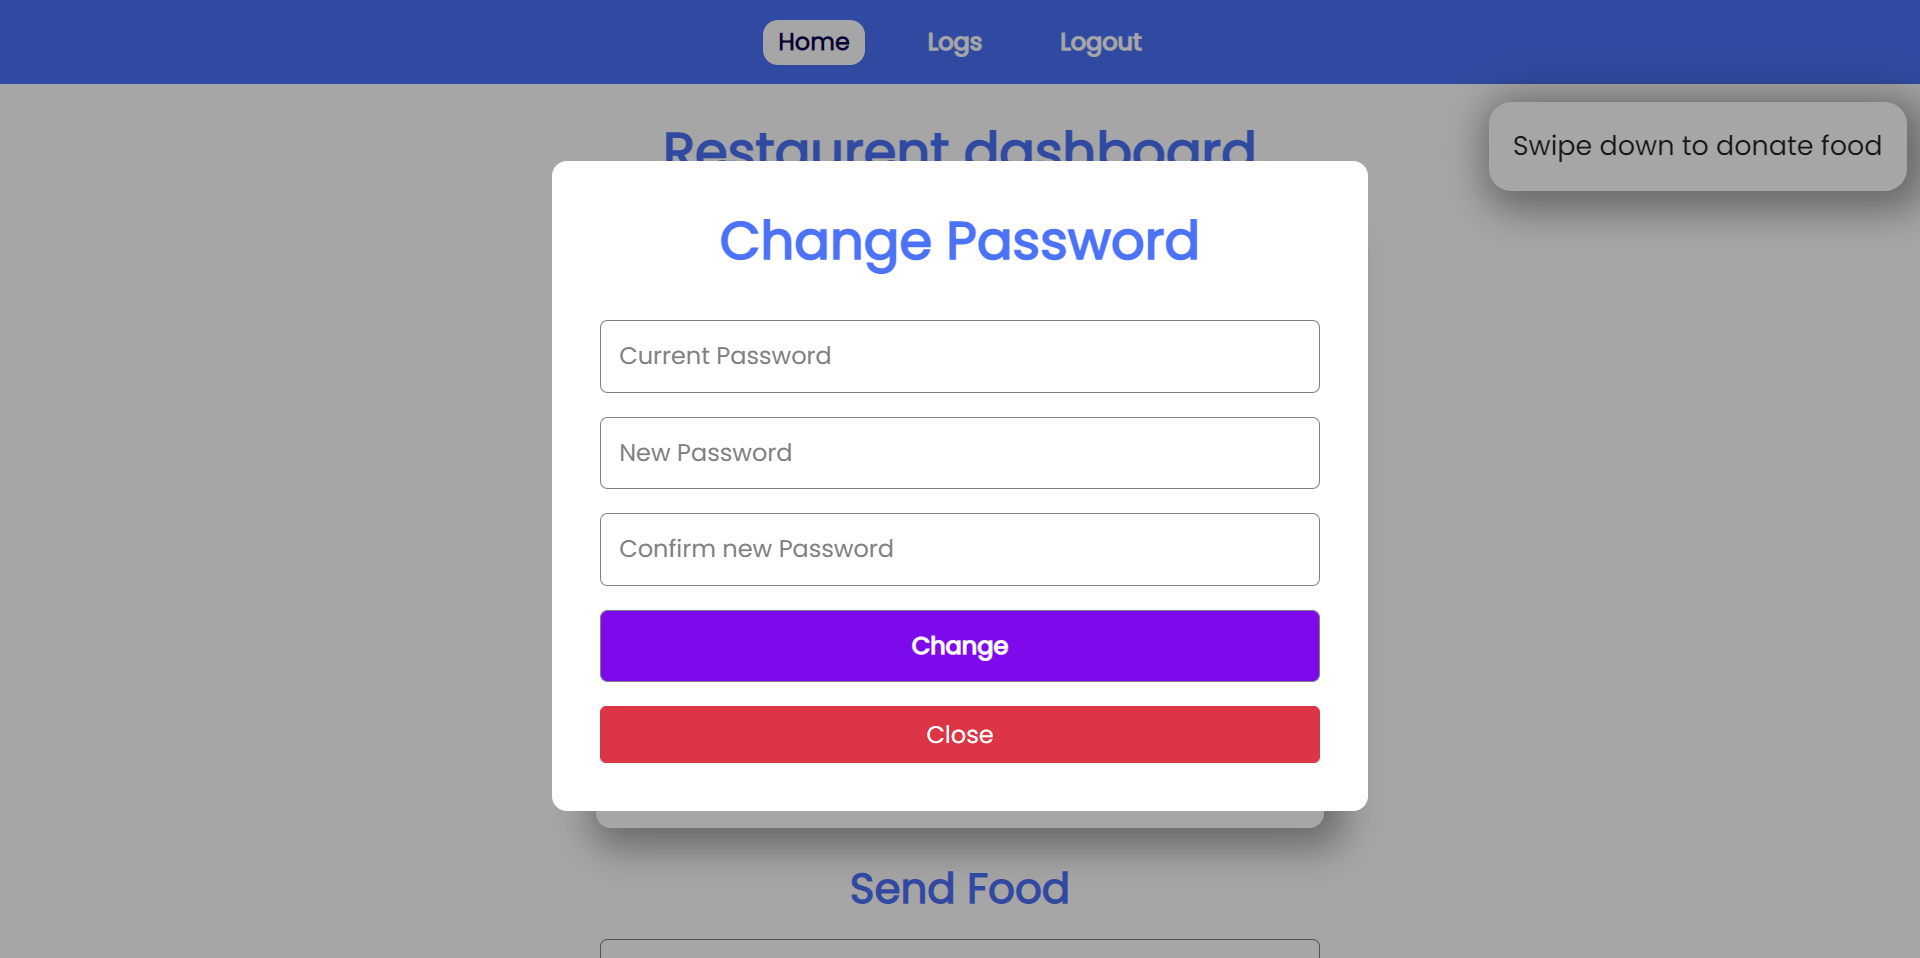 Home Logs Logout
Restaurent dashboard
Swipe down to donate food
Change Password
Current Password
New Password
Confirm new Password
Change
Close
Send Food